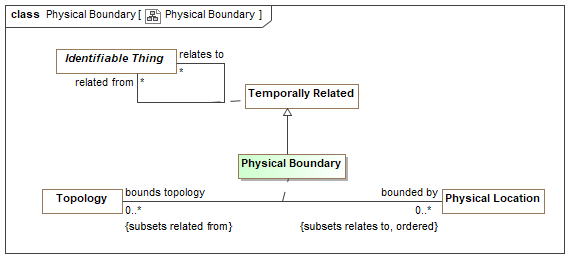 class Physical Boundary [ Physical Boundary ]
Identifiable Thing
relates to
*
related from
*
Temporally Related
Physical Boundary
Topology
bounds topology
bounded by
Physical Location
0..*
0..*
{subsets related from}
{subsets relates to, ordered}